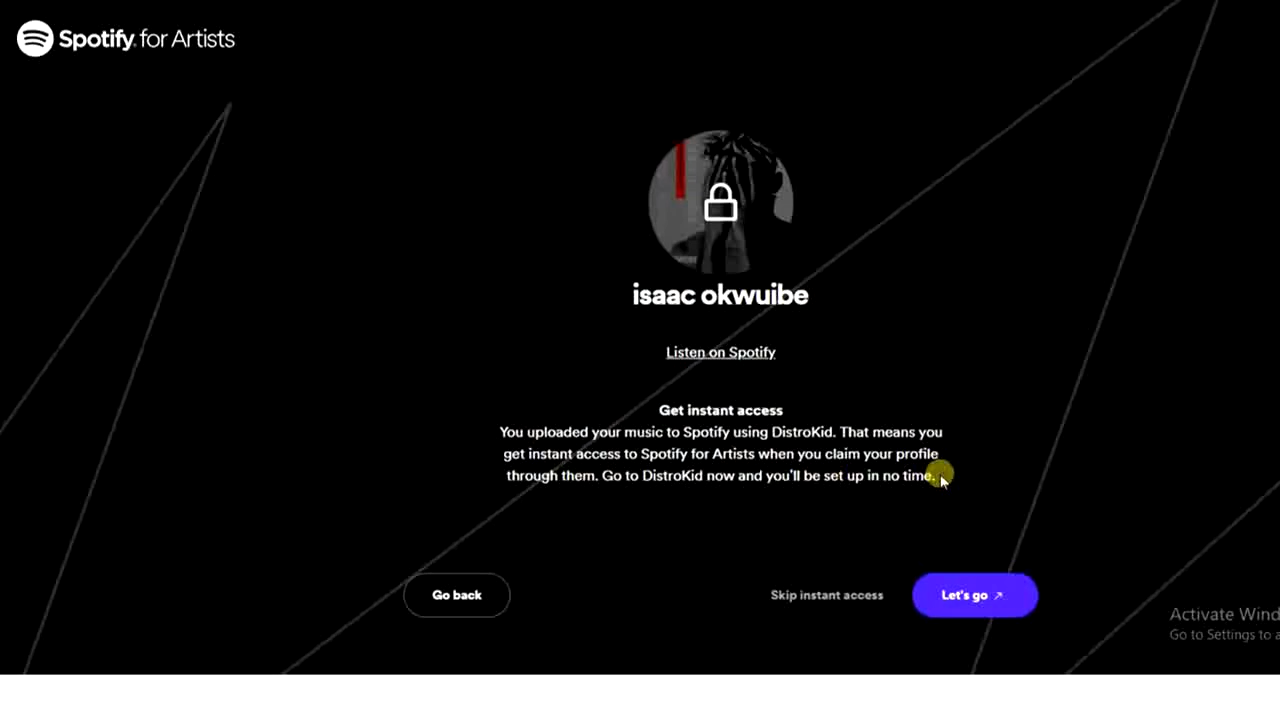 Spotify for Artists
isaac okwuibe
Listen on Spotify
Get instant access
You uploaded your music to Spotify using DistroKid. That means you
get instant access to Spotify for Artists when you claim your profile
through them. Go to DistroKid now and you'll be set up in no time.
Go back
Skip instant access
Let's go
Activate Wind
Go to Settings to a